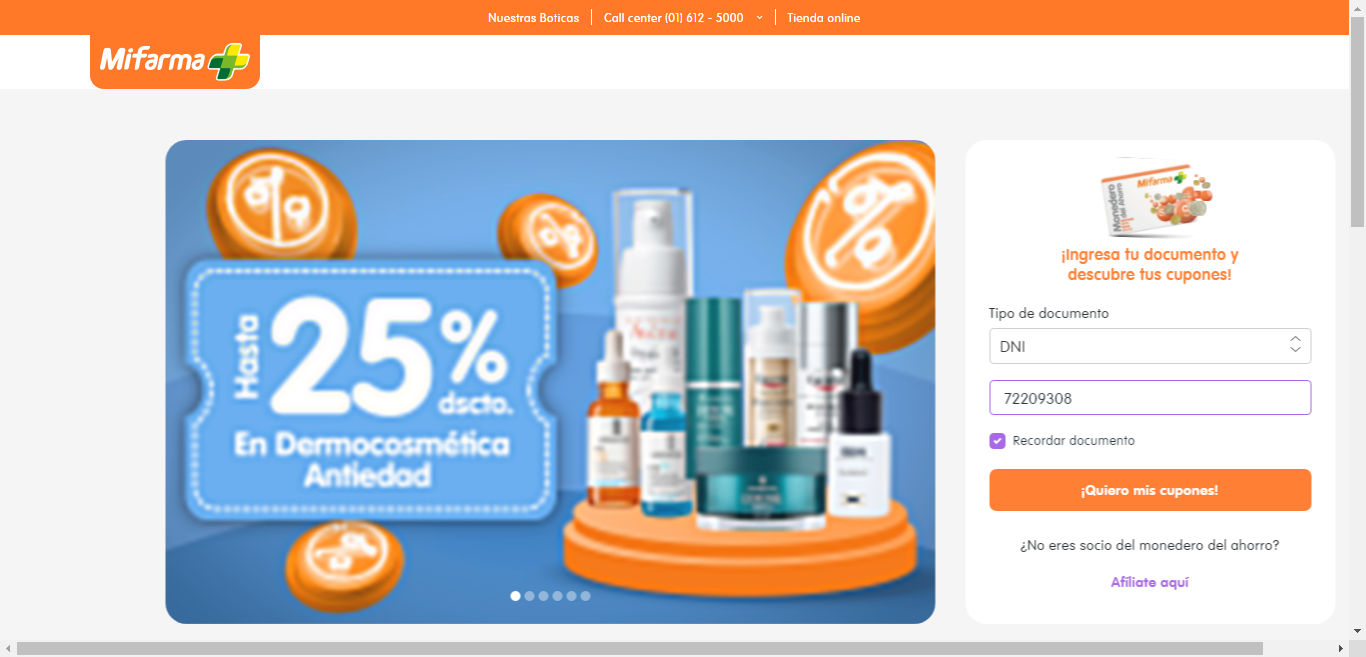 Nuestras Boticas
Call center (01) 612 - 5000
Tienda online
Mifarma
Hasta
25%
dscto.
En Dermocosmética
Antiedad
Mifarma
Monedero
del Ahorro
¡Ingresa tu documento y
descubre tus cupones!
Tipo de documento
DNI
72209308
Recordar documento
¡Quiero mis cupones!
¿No eres socio del monedero del ahorro?
Afíliate aquí